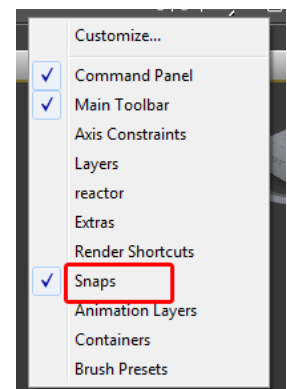 Customize...
Command Panel
Main Toolbar
Axis Constraints
Layers
reactor
Extras
Render Shortcuts
Snaps
Animation Layers
Containers
Brush Presets